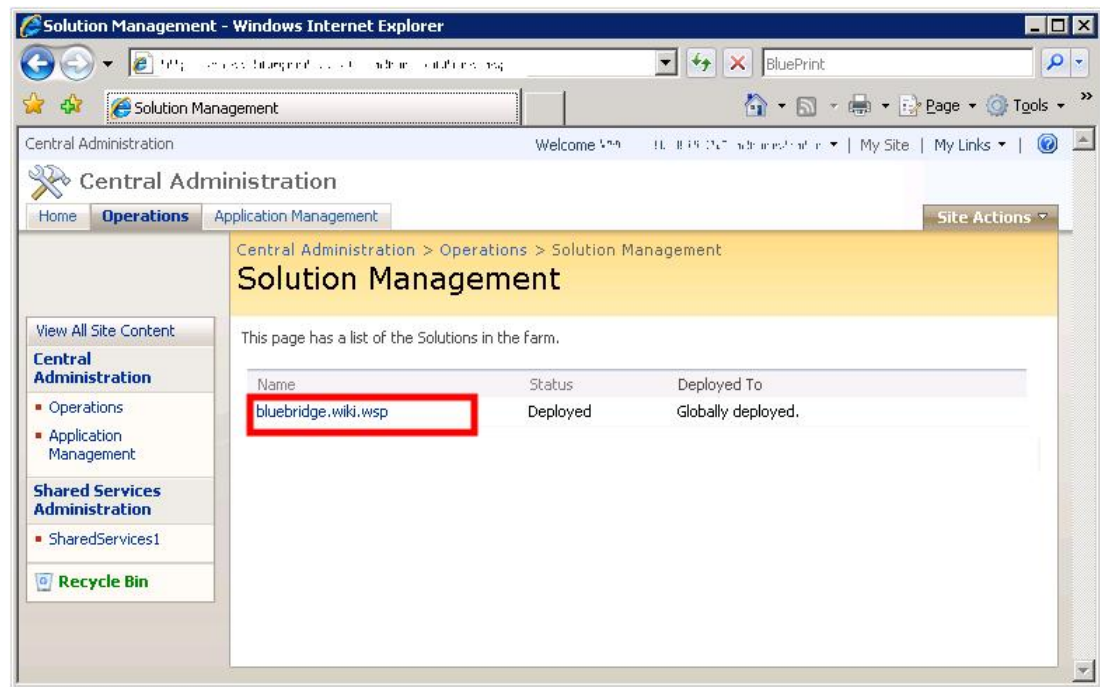 Solution Management - Windows Internet Explorer
BluePrint
Solution Management
Page
Tools
»
Central Administration
Welcome
My Site | My Links
Central Administration
Home
Operations
Application Management
Site Actions
Central Administration > Operations > Solution Management
Solution Management
View All Site Content
Central
Administration
Operations
Application
Management
Shared Services
Administration
SharedServices1
Recycle Bin
This page has a list of the Solutions in the farm.
Name Status Deployed To
bluebridge.wiki.wsp Deployed Globally deployed.